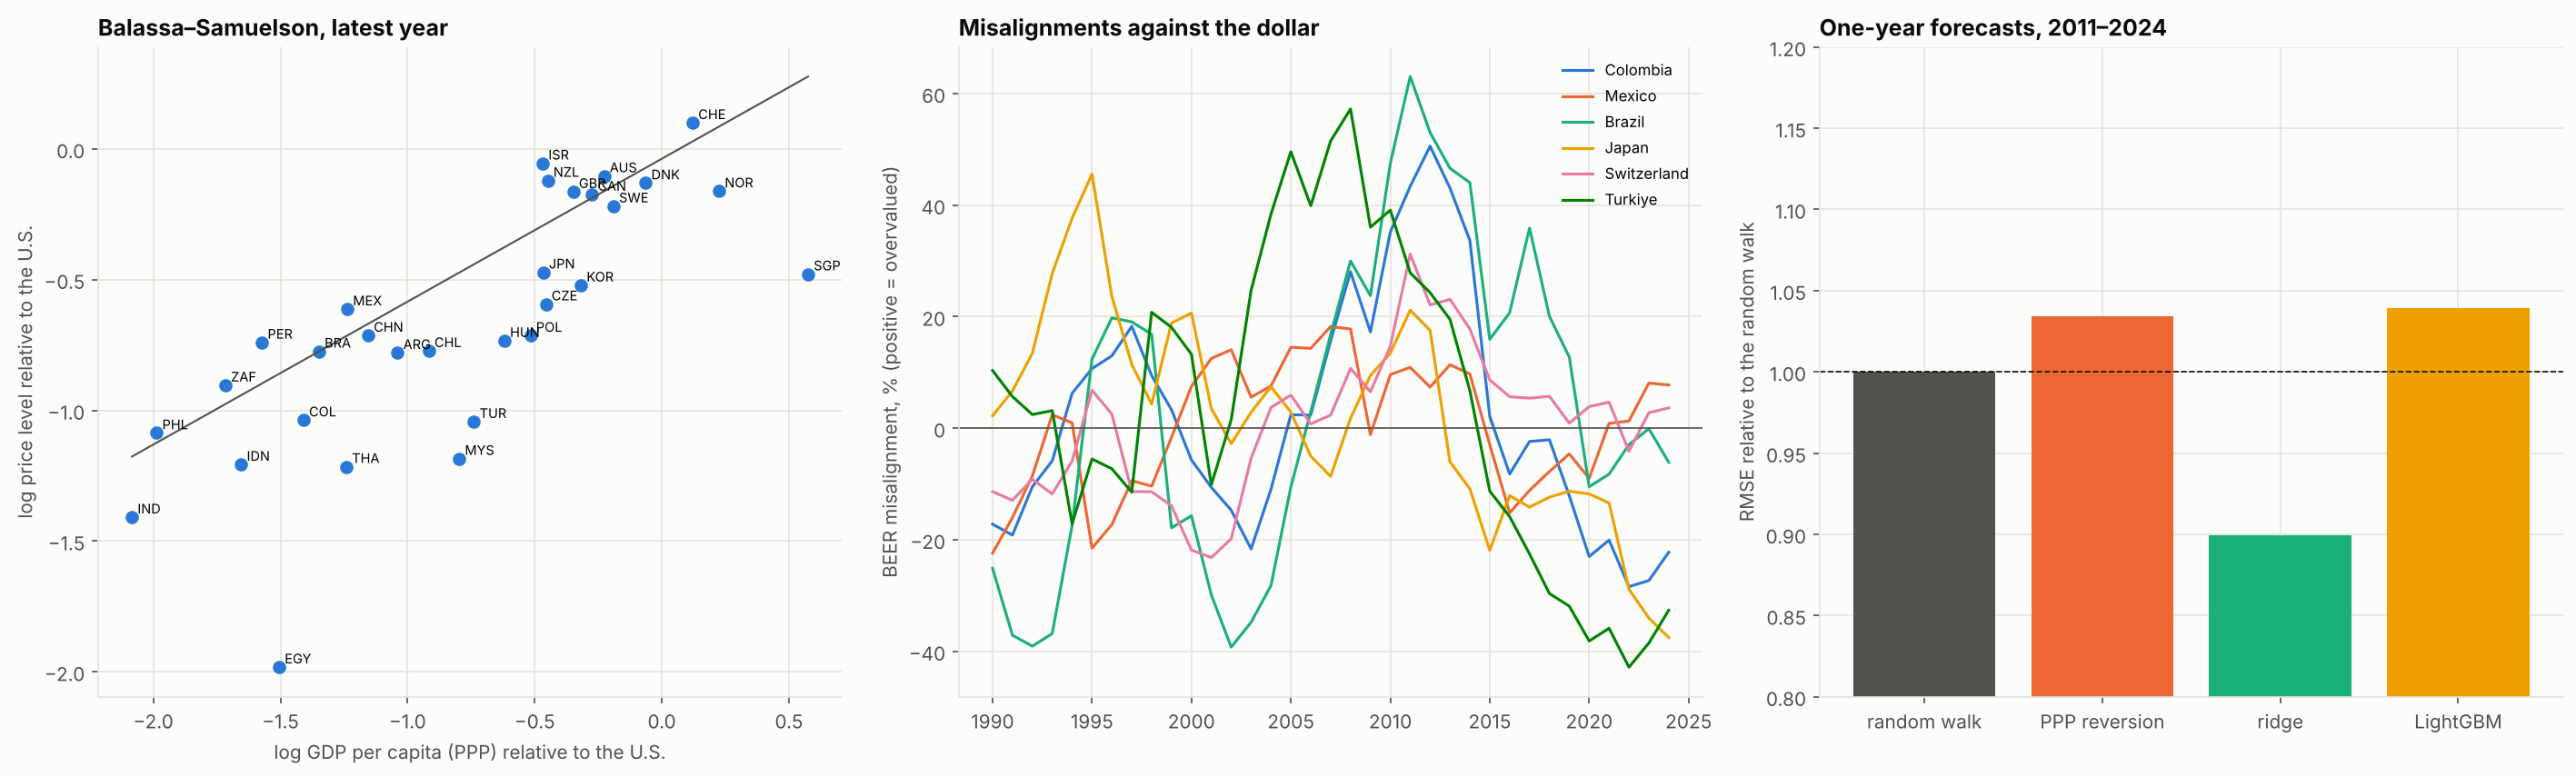 Balassa–Samuelson, latest year
log price level relative to the U.S.
0.0
−0.5
−1.0
−1.5
−2.0
CHE
ISR
AUS
NZL
DNK
GBR
CAN
NOR
SWE
JPN
SGP
KOR
CZE
MEX
CHN
HUN
POL
PER
BRA
ARG
CHL
ZAF
COL
TUR
PHL
IDN
THA
MYS
IND
EGY
−2.0
−1.5
−1.0
−0.5
0.0
0.5
log GDP per capita (PPP) relative to the U.S.
Misalignments against the dollar
BEER misalignment, % (positive = overvalued)
60
40
20
0
−20
−40
Colombia
Mexico
Brazil
Japan
Switzerland
Turkiye
1990
1995
2000
2005
2010
2015
2020
2025
One-year forecasts, 2011–2024
RMSE relative to the random walk
1.20
1.15
1.10
1.05
1.00
0.95
0.90
0.85
0.80
random walk
PPP reversion
ridge
LightGBM